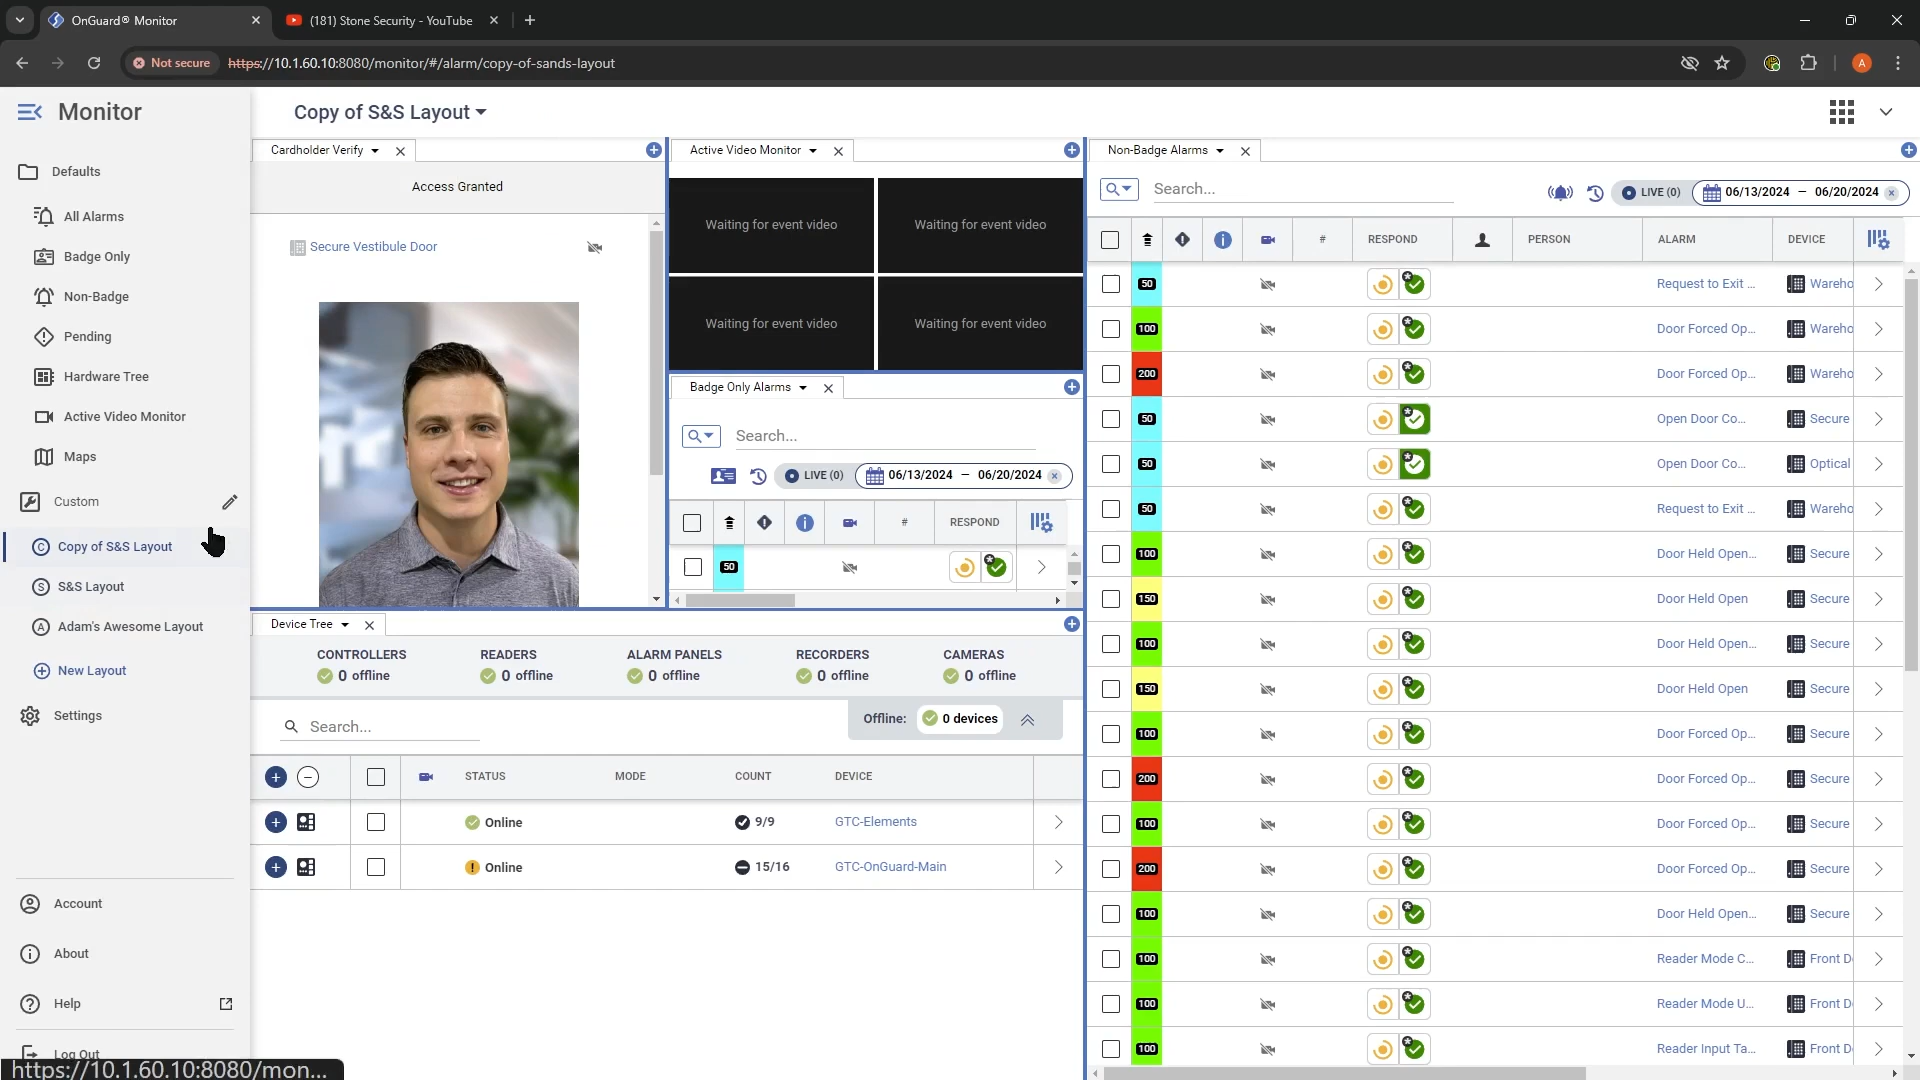 OnGuard® Monitor
(181) Stone Security - YouTube
Not secure
https://10.1.60.10:8080/monitor/#/alarm/copy-of-sands-layout
A
Monitor
Copy of S&S Layout
Defaults
All Alarms
Badge Only
Non-Badge
Pending
Hardware Tree
Active Video Monitor
Maps
Custom
C Copy of S&S Layout
S S&S Layout
A Adam's Awesome Layout
New Layout
Settings
Account
About
Help
Log Out
https://10.1.60.10:8080/mon...
Cardholder Verify
Access Granted
Secure Vestibule Door
Active Video Monitor
Waiting for event video
Waiting for event video
Waiting for event video
Waiting for event video
Badge Only Alarms
Search...
LIVE (0) 06/13/2024 – 06/20/2024
# RESPOND
50
Device Tree
CONTROLLERS READERS ALARM PANELS RECORDERS CAMERAS
0 offline 0 offline 0 offline 0 offline 0 offline
Search...
Offline: 0 devices
STATUS MODE COUNT DEVICE
Online 9/9 GTC-Elements
Online 15/16 GTC-OnGuard-Main
Non-Badge Alarms
Search...
LIVE (0) 06/13/2024 – 06/20/2024
# RESPOND PERSON ALARM DEVICE
50 Request to Exit ... Wareho
100 Door Forced Op... Wareho
200 Door Forced Op... Wareho
50 Open Door Co... Secure
50 Open Door Co... Optical
50 Request to Exit ... Wareho
100 Door Held Open... Secure
150 Door Held Open Secure
100 Door Held Open... Secure
150 Door Held Open Secure
100 Door Forced Op... Secure
200 Door Forced Op... Secure
100 Door Forced Op... Secure
200 Door Forced Op... Secure
100 Door Held Open... Secure
100 Reader Mode C... Front D
100 Reader Mode U... Front D
100 Reader Input Ta... Front D